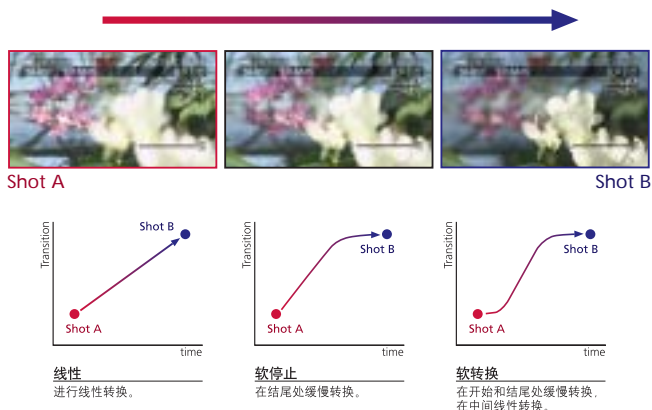 Shot A
Shot B
Transition
Shot B
Shot A
time
线性
进行线性转换。
Transition
Shot B
Shot A
time
软停止
在结尾处缓慢转换。
Transition
Shot B
Shot A
time
软转换
在开始和结尾处缓慢转换，
在中间线性转换。